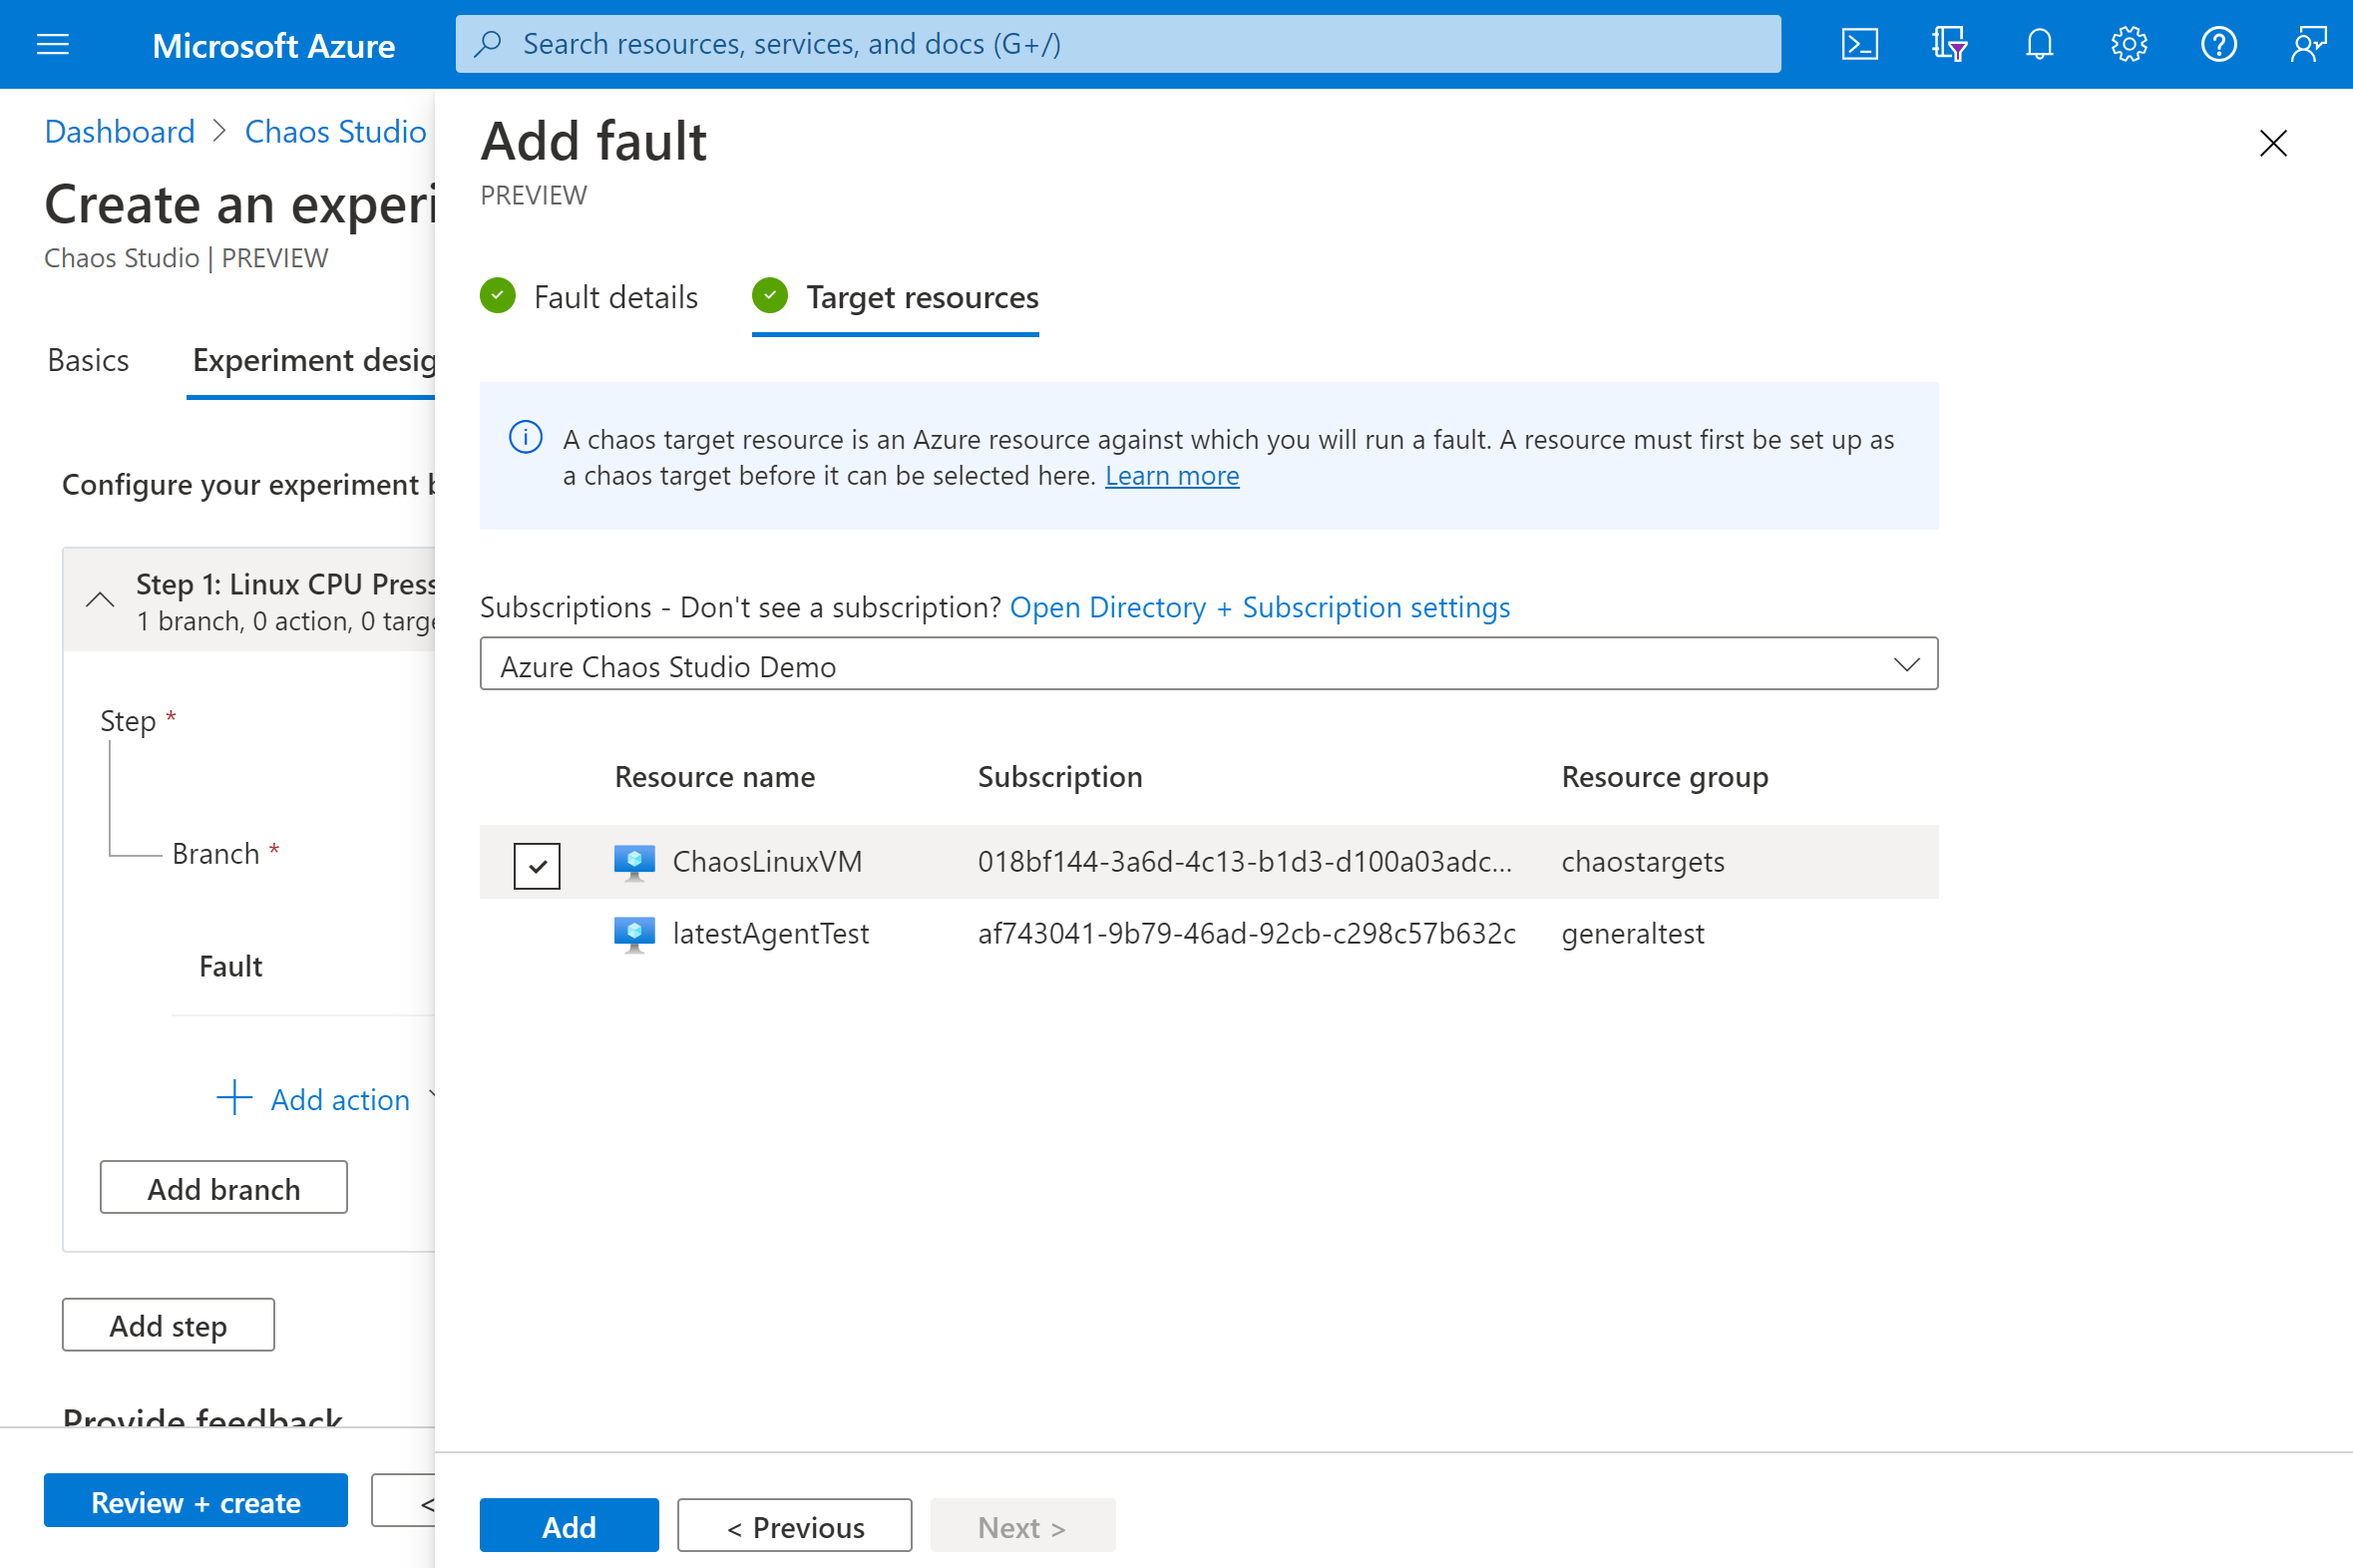 Microsoft Azure
Search resources, services, and docs (G+/)
Dashboard > Chaos Studio
Create an experi
Chaos Studio | PREVIEW
Basics
Experiment desig
Configure your experiment b
Step 1: Linux CPU Press
1 branch, 0 action, 0 targe
Step *
Branch *
Fault
Add action
Add branch
Add step
Provide feedback
Review + create
<
Add fault
PREVIEW
Fault details
Target resources
A chaos target resource is an Azure resource against which you will run a fault. A resource must first be set up as
a chaos target before it can be selected here. Learn more
Subscriptions - Don't see a subscription? Open Directory + Subscription settings
Azure Chaos Studio Demo
Resource name Subscription Resource group
ChaosLinuxVM 018bf144-3a6d-4c13-b1d3-d100a03adc... chaostargets
latestAgentTest af743041-9b79-46ad-92cb-c298c57b632c generaltest
Add
< Previous
Next >